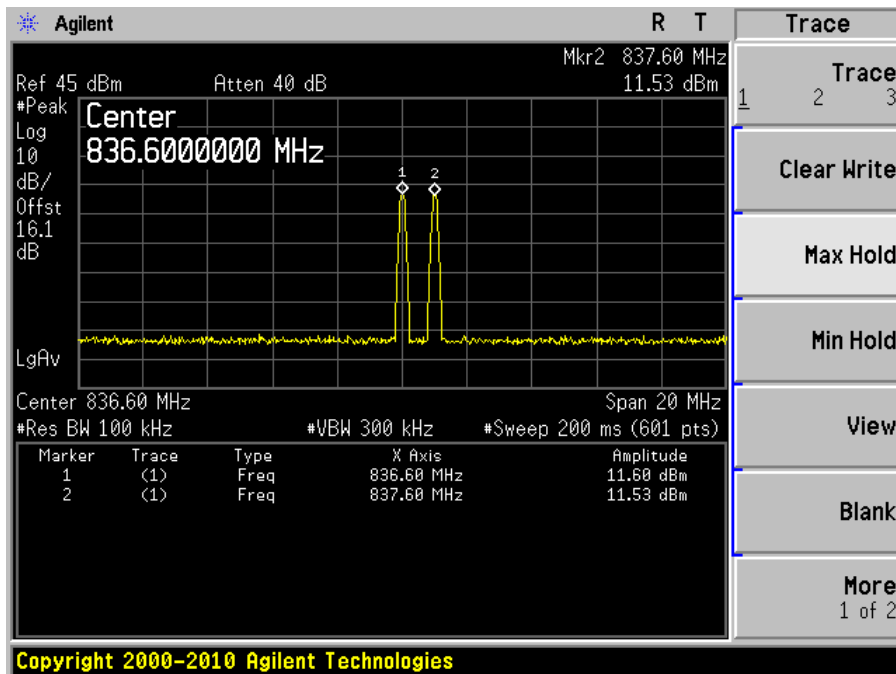 Agilent R T Trace
Mkr2 837.60 MHz
Ref 45 dBm Atten 40 dB 11.53 dBm
#Peak
Log
10
dB/
Offst
16.1
dB
LgAv
Center
836.6000000 MHz
1 2
Center 836.60 MHz Span 20 MHz
#Res BW 100 kHz #VBW 300 kHz #Sweep 200 ms (601 pts)
Marker Trace Type X Axis Amplitude
1 (1) Freq 836.60 MHz 11.60 dBm
2 (1) Freq 837.60 MHz 11.53 dBm
Trace
1 2 3
Clear Write
Max Hold
Min Hold
View
Blank
More
1 of 2
Copyright 2000-2010 Agilent Technologies